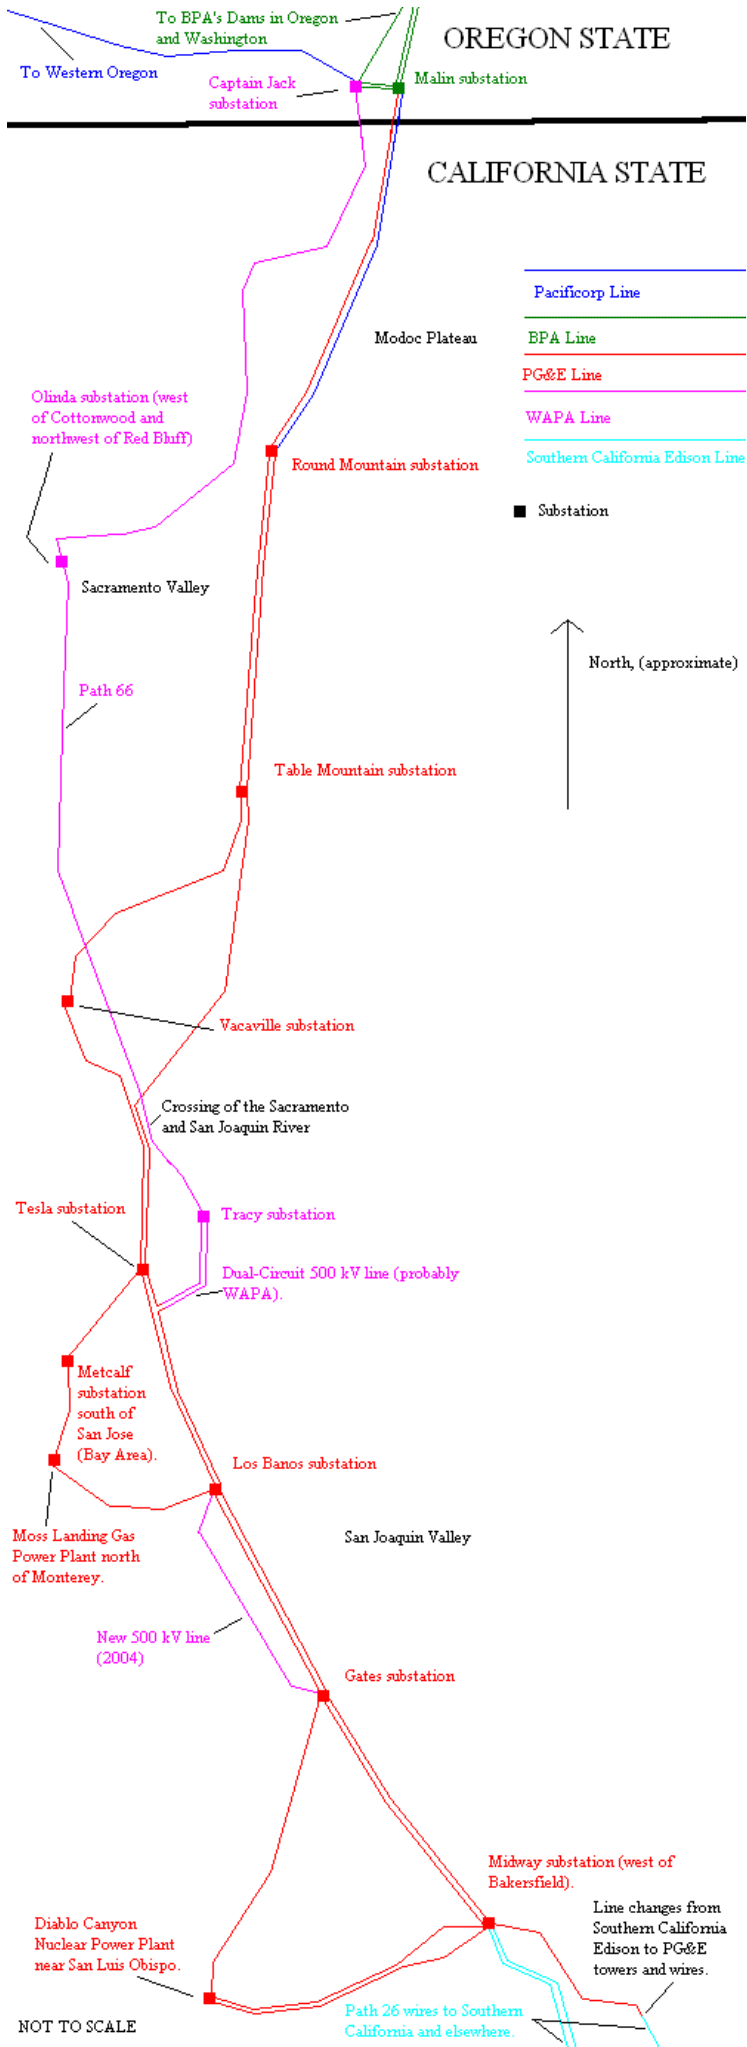 To BPA's Dams in Oregon
and Washington
OREGON STATE
To Western Oregon
Captain Jack
substation
Malin substation
CALIFORNIA STATE
Pacificorp Line
Modoc Plateau
BPA Line
PG&E Line
Olinda substation (west
of Cottonwood and
northwest of Red Bluff)
WAPA Line
Southern California Edison Line
Round Mountain substation
Substation
Sacramento Valley
North, (approximate)
Path 66
Table Mountain substation
Vacaville substation
Crossing of the Sacramento
and San Joaquin River
Tesla substation
Tracy substation
Dual-Circuit 500 kV line (probably
WAPA).
Metcalf
substation
south of
San Jose
(Bay Area).
Los Banos substation
Moss Landing Gas
Power Plant north
of Monterey.
San Joaquin Valley
New 500 kV line
(2004)
Gates substation
Midway substation (west of
Bakersfield).
Line changes from
Southern California
Edison to PG&E
towers and wires.
Diablo Canyon
Nuclear Power Plant
near San Luis Obispo.
Path 26 wires to Southern
California and elsewhere.
NOT TO SCALE